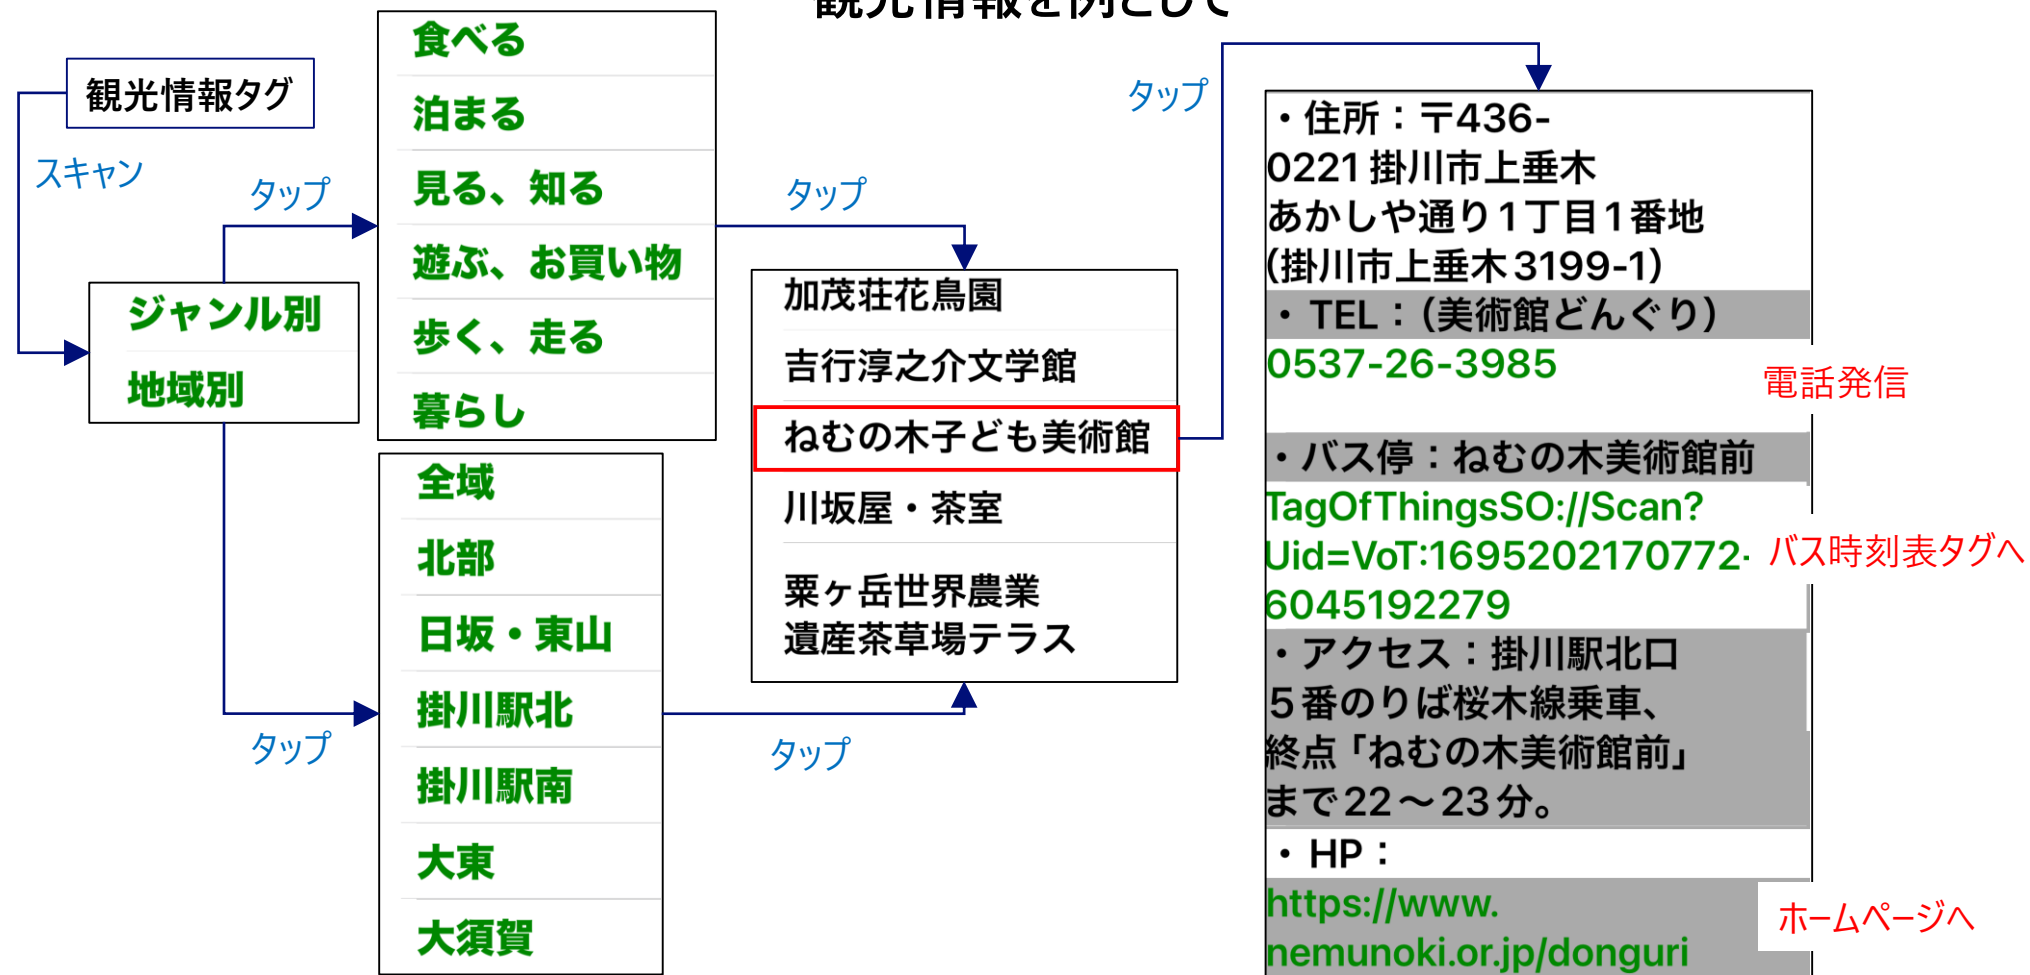 観光情報を例として
観光情報タグ
スキャン
ジャンル別
地域別
タップ
食べる
泊まる
見る、知る
遊ぶ、お買い物
歩く、走る
暮らし
タップ
全域
北部
日坂・東山
掛川駅北
掛川駅南
大東
大須賀
タップ
タップ
加茂荘花鳥園
吉行淳之介文学館
ねむの木子ども美術館
川坂屋・茶室
粟ヶ岳世界農業
遺産茶草場テラス
タップ
・住所：〒436-
0221 掛川市上垂木
あかしや通り1丁目1番地
(掛川市上垂木3199-1)
・TEL：(美術館どんぐり)
0537-26-3985
電話発信
・バス停：ねむの木美術館前
TagOfThingsSO://Scan?
Uid=VoT:1695202170772-
6045192279
バス時刻表タグへ
・アクセス：掛川駅北口
5番のりば桜木線乗車、
終点「ねむの木美術館前」
まで22～23分。
・HP：
https://www.
nemunoki.or.jp/donguri
ホームページへ